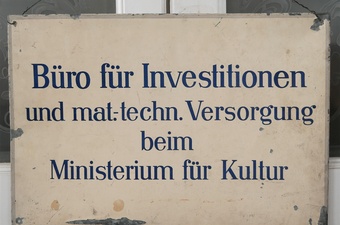 Büro für Investitionen
und mat.-techn. Versorgung
beim
Ministerium für Kultur